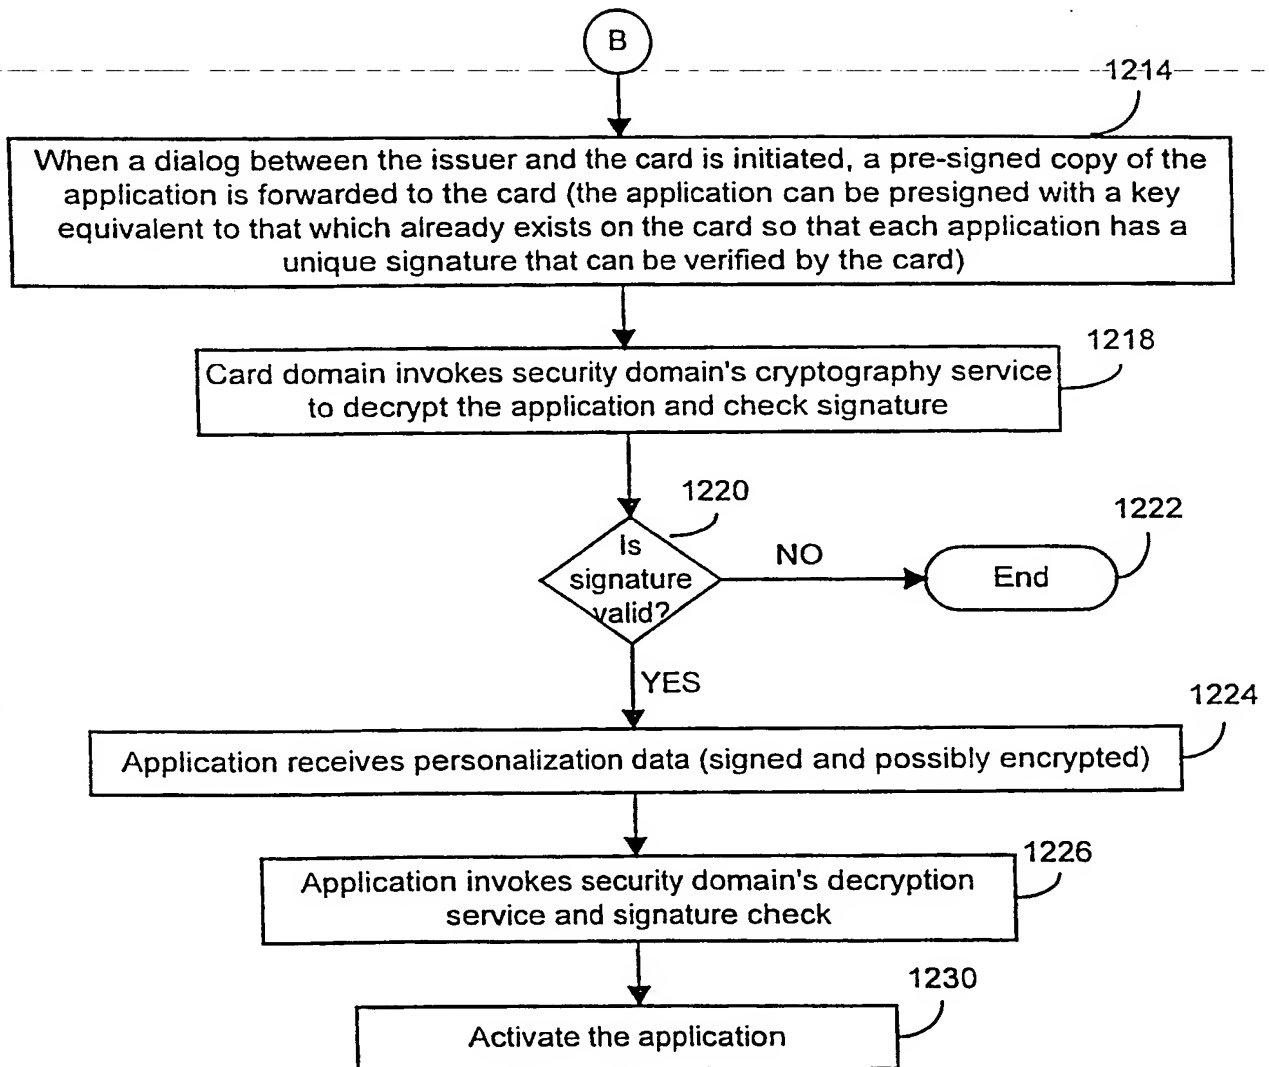 B
1214
When a dialog between the issuer and the card is initiated, a pre-signed copy of the
application is forwarded to the card (the application can be presigned with a key
equivalent to that which already exists on the card so that each application has a
unique signature that can be verified by the card)
1218
Card domain invokes security domain's cryptography service
to decrypt the application and check signature
1220
Is
signature
valid?
NO
1222
End
YES
1224
Application receives personalization data (signed and possibly encrypted)
1226
Application invokes security domain's decryption
service and signature check
1230
Activate the application